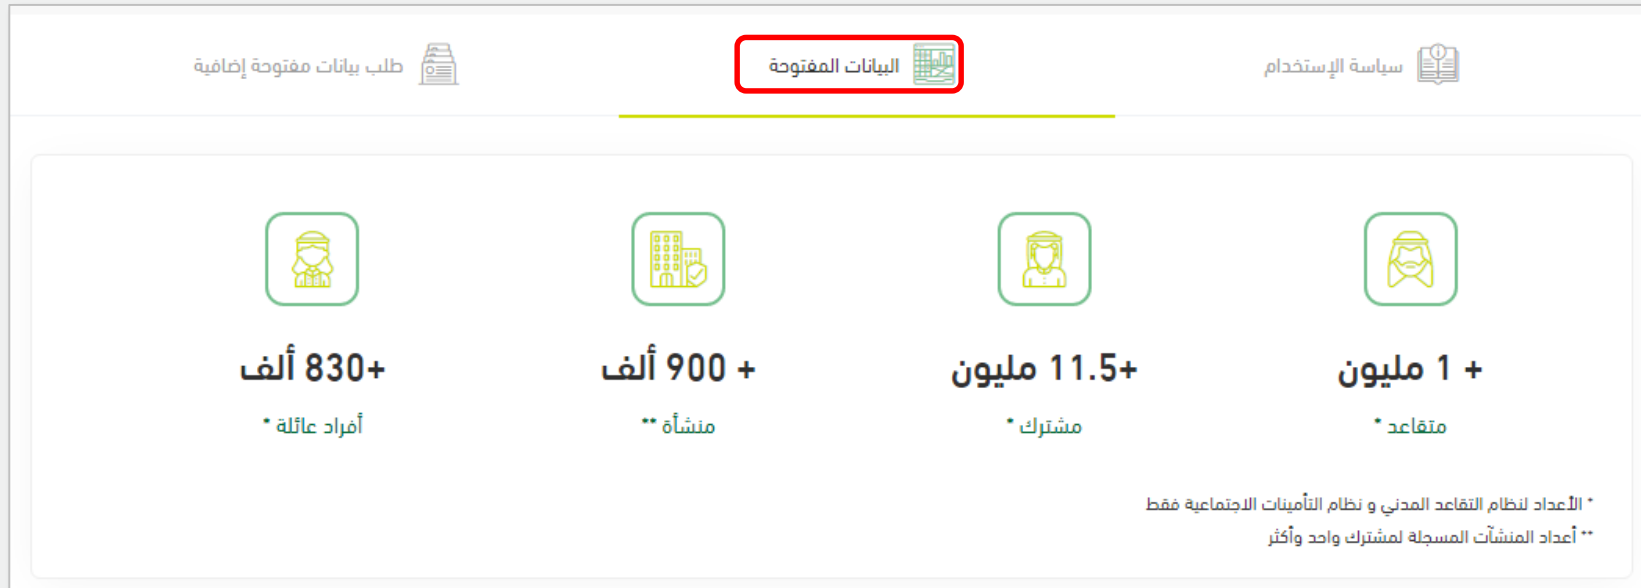 سياسة الإستخدام
البيانات المفتوحة
طلب بيانات مفتوحة إضافية
+ 1 مليون
متقاعد *
+11.5 مليون
مشترك *
+ 900 ألف
منشأة **
+830 ألف
أفراد عائلة *
* الأعداد لنظام التقاعد المدني و نظام التأمينات الاجتماعية فقط
** أعداد المنشآت المسجلة لمشترك واحد وأكثر